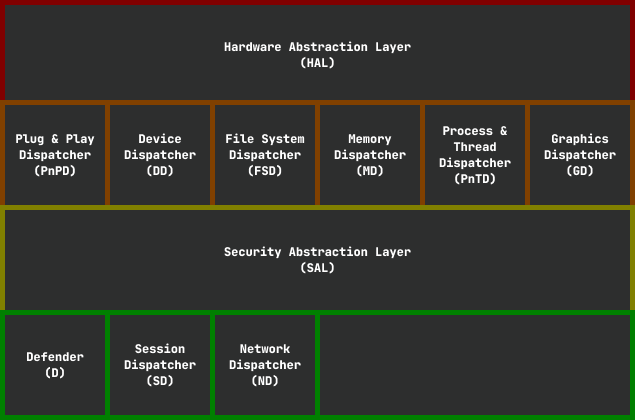 Hardware Abstraction Layer
(HAL)
Plug & Play
Dispatcher
(PnPD)
Device
Dispatcher
(DD)
File System
Dispatcher
(FSD)
Memory
Dispatcher
(MD)
Process &
Thread
Dispatcher
(PnTD)
Graphics
Dispatcher
(GD)
Security Abstraction Layer
(SAL)
Defender
(D)
Session
Dispatcher
(SD)
Network
Dispatcher
(ND)